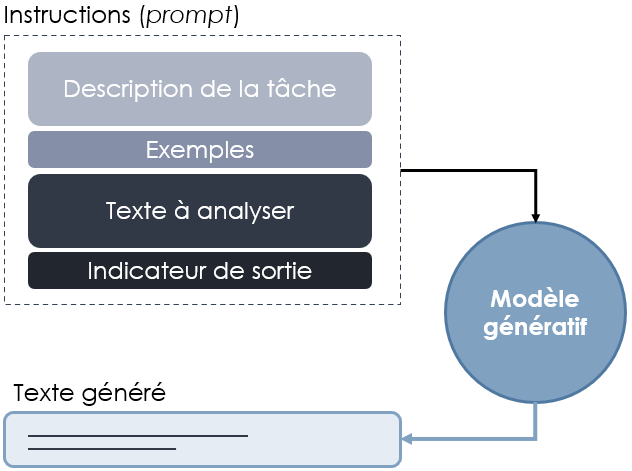 Instructions (prompt)
Description de la tâche
Exemples
Texte à analyser
Indicateur de sortie
Modèle
génératif
Texte généré